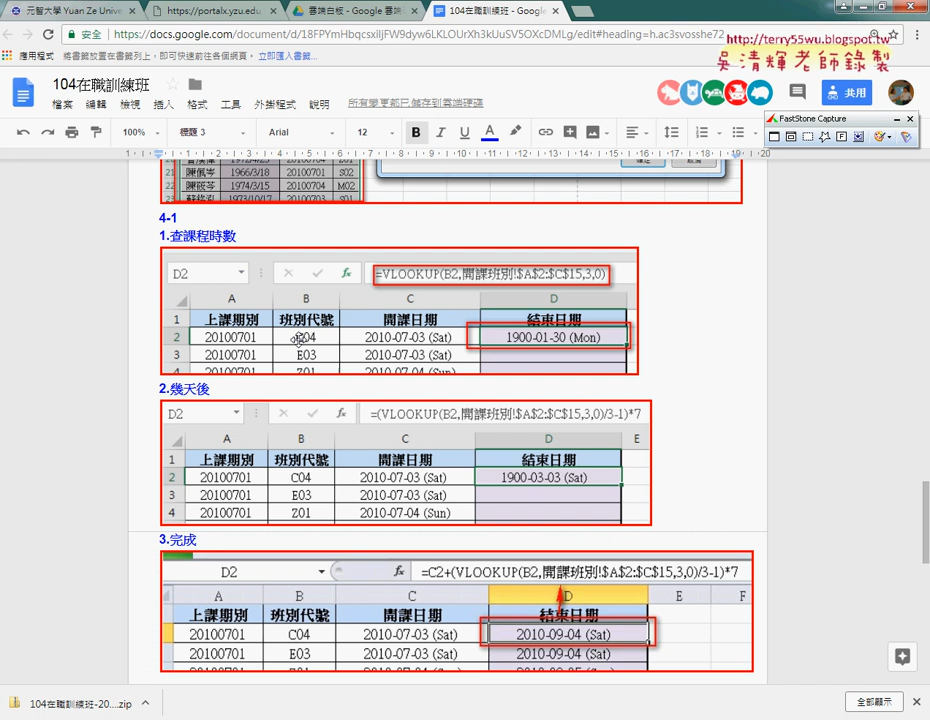 元智大學 Yuan Ze Unive
https://portalx.yzu.edu.
雲端白板 - Google 雲端
104在職訓練班 - Google
安全
https://docs.google.com/document/d/18FPYmHbqcsxiIJFW9dyw6LKLOUrXh3kUuSV5OXcDMLg/edit#heading=h.ac3svosshe72
http://terry55wu.blogspot.tw
吳清輝老師錄製
應用程式
將書籤放置在書籤列上，即可快速前往各個網頁。
立即匯入書籤...
104在職訓練班
檔案 編輯 檢視 插入 格式 工具 外掛程式 說明
所有變更都已儲存到雲端硬碟
共用
FastStone Capture
100% 標題 3 Arial 12
B I U A
21 陳佩岑 1966/3/18 20100701 S02
22 陳筱琴 1974/3/15 20100704 M02
4-1
1.查課程時數
D2 =VLOOKUP(B2,開課班別!$A$2:$C$15,3,0)
A B C D
1 上課期別 班別代號 開課日期 結束日期
2 20100701 C04 2010-07-03 (Sat) 1900-01-30 (Mon)
3 20100701 E03 2010-07-03 (Sat)
4 20100701 Z01 2010-07-04 (Sun)
2.幾天後
D2 =(VLOOKUP(B2,開課班別!$A$2:$C$15,3,0)/3-1)*7
A B C D E
1 上課期別 班別代號 開課日期 結束日期
2 20100701 C04 2010-07-03 (Sat) 1900-03-03 (Sat)
3 20100701 E03 2010-07-03 (Sat)
4 20100701 Z01 2010-07-04 (Sun)
3.完成
D2 =C2+(VLOOKUP(B2,開課班別!$A$2:$C$15,3,0)/3-1)*7
A B C D E F
上課期別 班別代號 開課日期 結束日期
20100701 C04 2010-07-03 (Sat) 2010-09-04 (Sat)
20100701 E03 2010-07-03 (Sat) 2010-09-04 (Sat)
104在職訓練班-20....zip
全部顯示